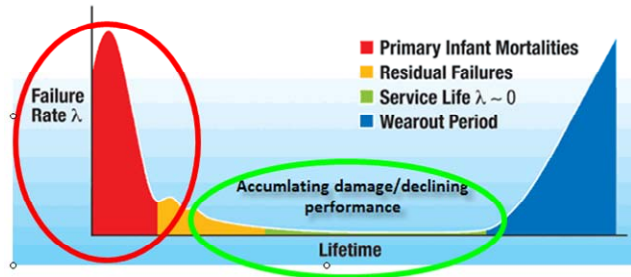 Failure
Rate λ
Primary Infant Mortalities
Residual Failures
Service Life λ ~ 0
Wearout Period
Accumlating damage/declining
performance
Lifetime